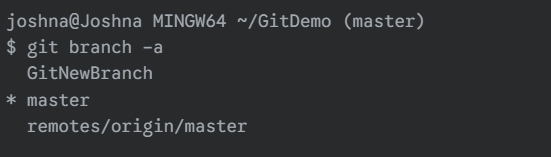 joshna@Joshna MINGW64 ~/GitDemo (master)
$ git branch -a
  GitNewBranch
* master
  remotes/origin/master